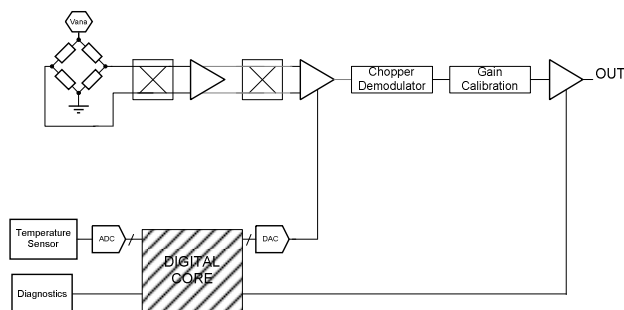 Vana
OUT
Chopper
Demodulator
Gain
Calibration
Temperature
Sensor
ADC
DAC
DIGITAL
CORE
Diagnostics